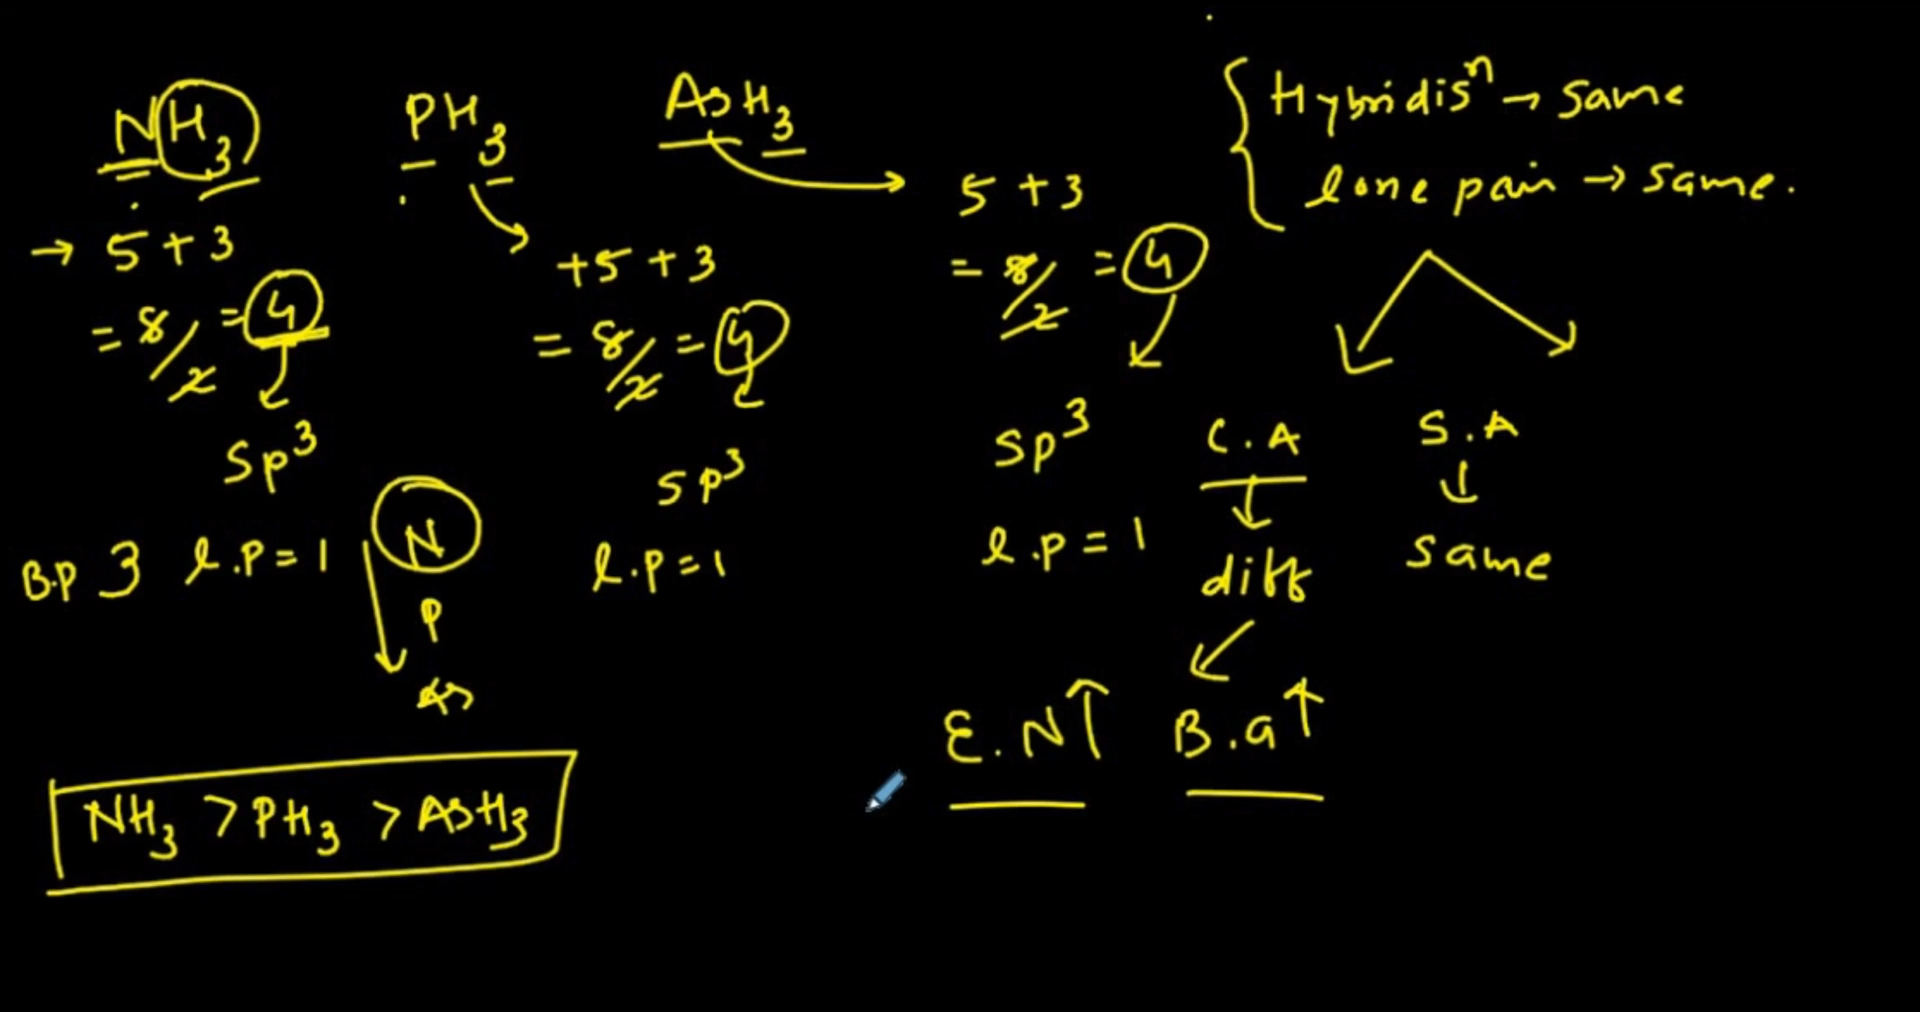 NH3 PH3 AsH3
→ 5 + 3
= 8/2 = 4
sp³
B.p 3 l.p = 1
+5 + 3
= 8/2 = 4
sp³
l.p = 1
5 + 3
= 8/2 = 4
sp³
l.p = 1
N
P
As
NH3 > PH3 > AsH3
{ Hybridisⁿ → same
lone pair → same.
C.A S.A
diff same
E.N↑ B.a↑